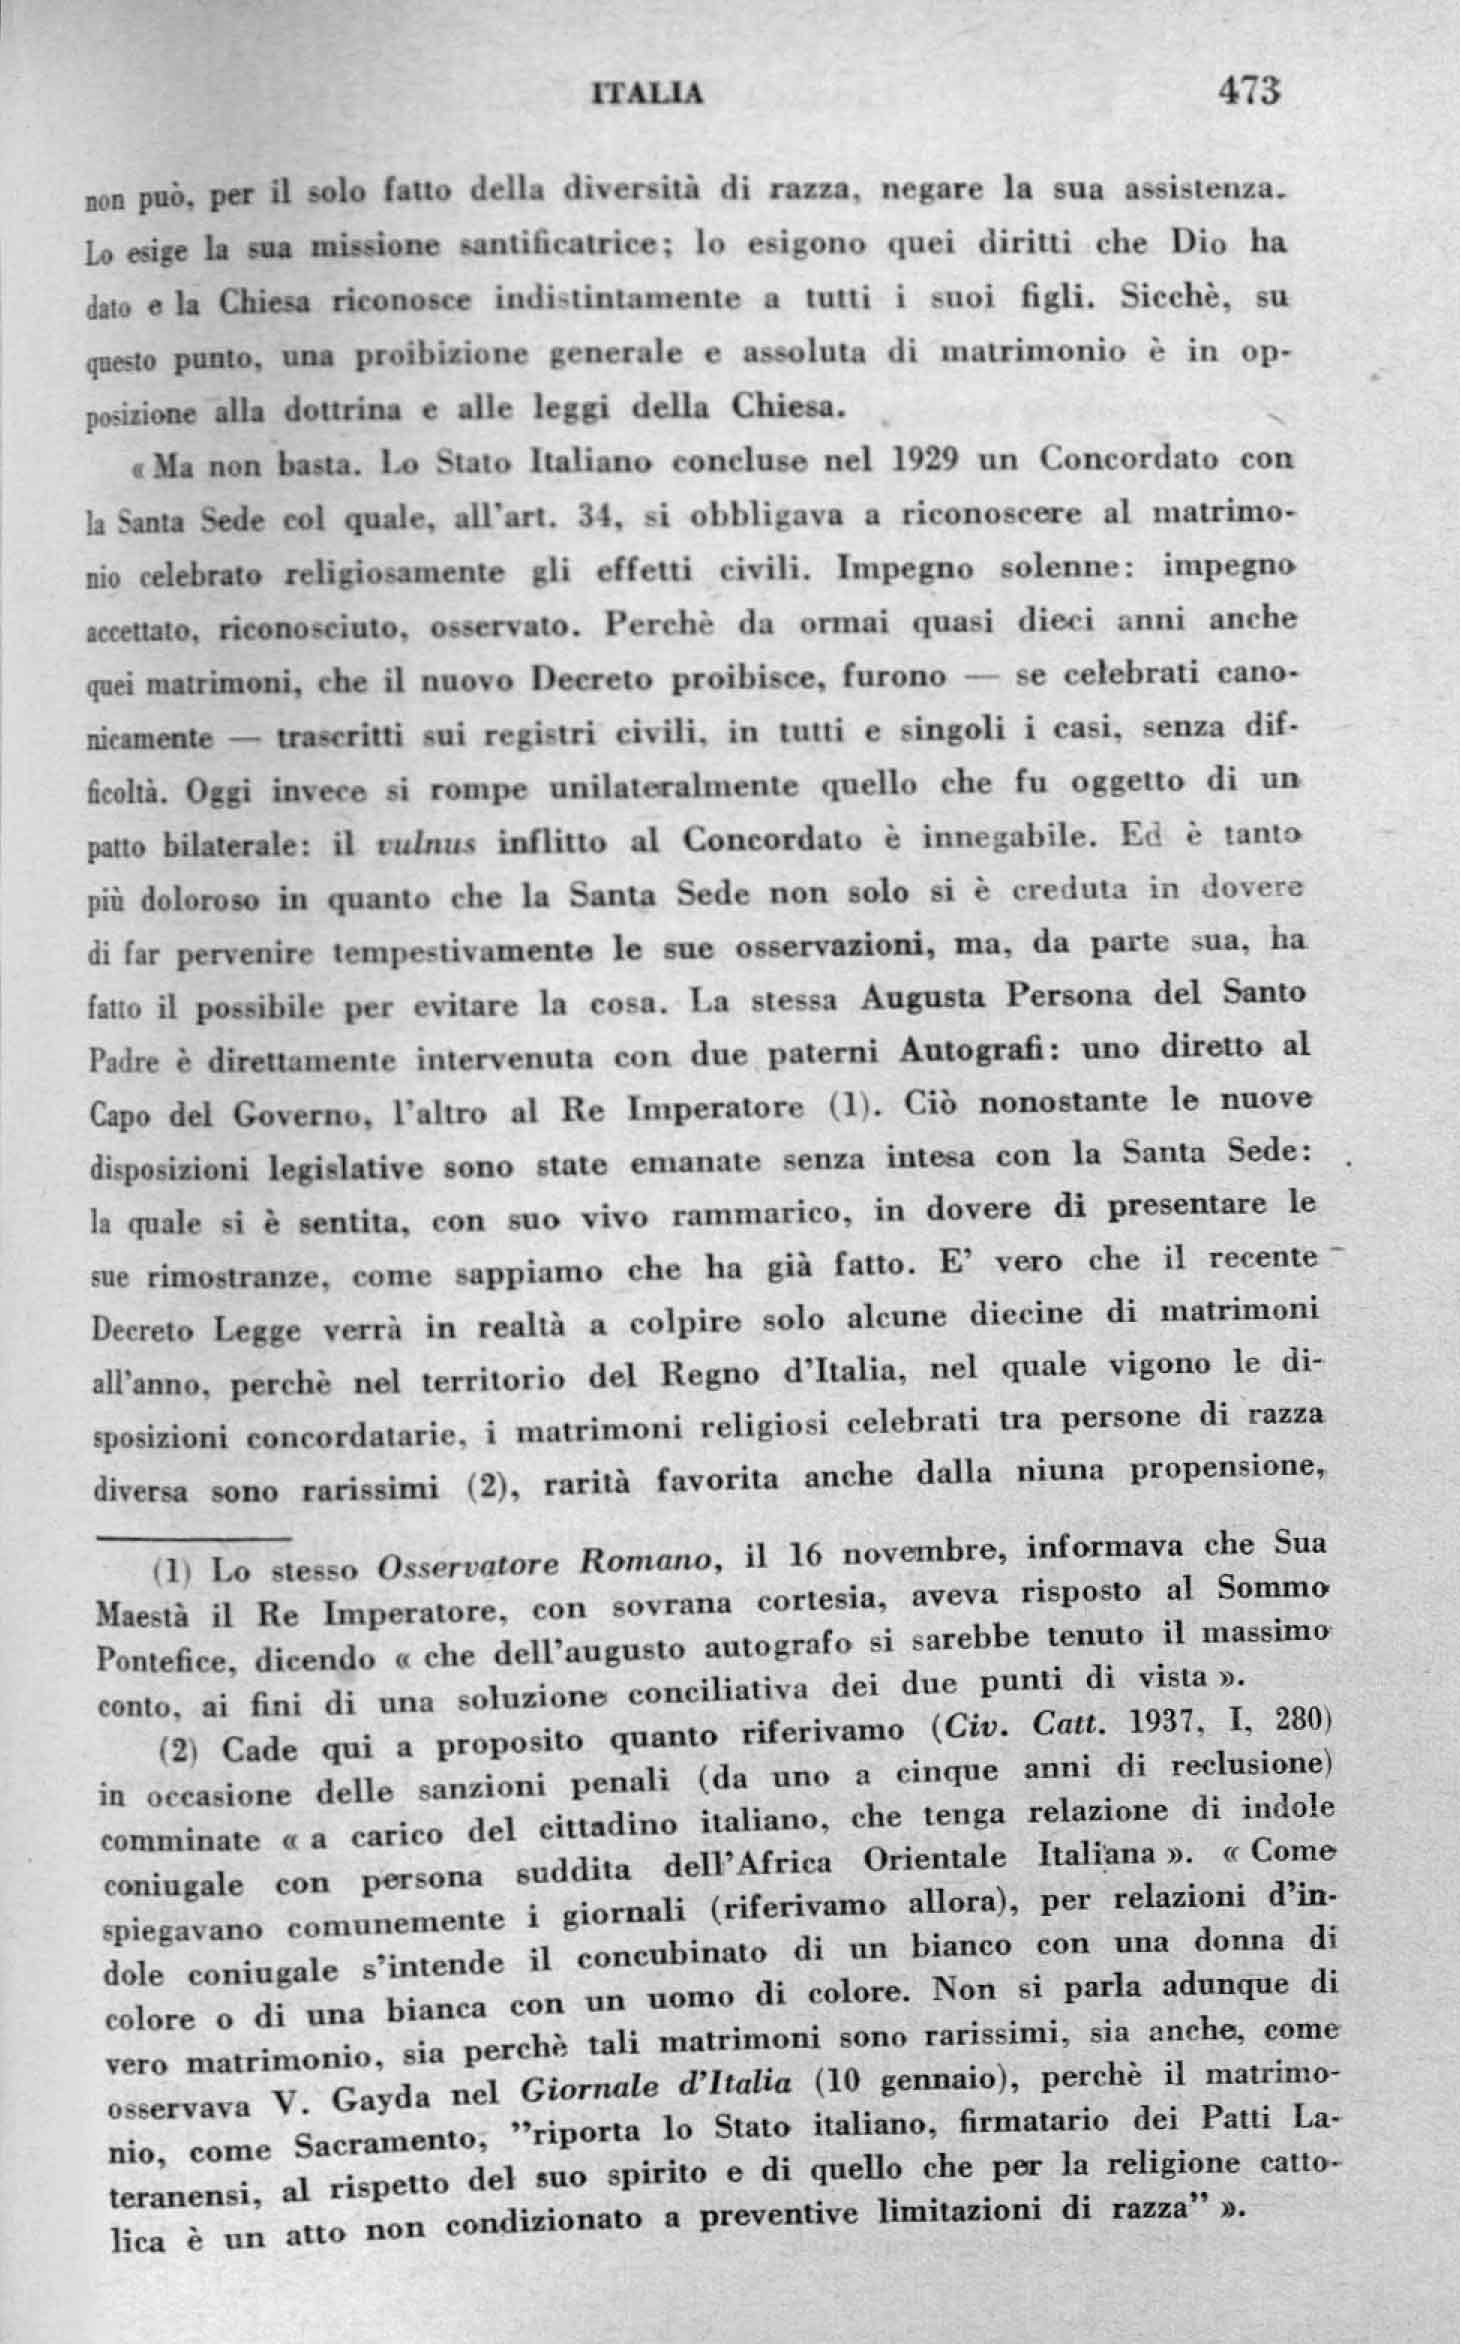 ITALIA 473
non può, per il solo fatto della diversità di razza, negare la sua assistenza.
Lo esige la sua missione santificatrice; lo esigono quei diritti che Dio ha
dato e la Chiesa riconosce indistintamente a tutti i suoi figli. Sicchè, su
questo punto, una proibizione generale e assoluta di matrimonio è in op-
posizione alla dottrina e alle leggi della Chiesa.
« Ma non basta. Lo Stato Italiano concluse nel 1929 un Concordato con
la Santa Sede col quale, all'art. 34, si obbligava a riconoscere al matrimo-
nio celebrato religiosamente gli effetti civili. Impegno solenne: impegno
accettato, riconosciuto, osservato. Perchè da ormai quasi dieci anni anche
quei matrimoni, che il nuovo Decreto proibisce, furono — se celebrati cano-
nicamente — trascritti sui registri civili, in tutti e singoli i casi, senza dif-
ficoltà. Oggi invece si rompe unilateralmente quello che fu oggetto di un
patto bilaterale: il vulnus inflitto al Concordato è innegabile. Ed è tanto
più doloroso in quanto che la Santa Sede non solo si è creduta in dovere
di far pervenire tempestivamente le sue osservazioni, ma, da parte sua, ha
fatto il possibile per evitare la cosa. La stessa Augusta Persona del Santo
Padre è direttamente intervenuta con due paterni Autografi: uno diretto al
Capo del Governo, l'altro al Re Imperatore (1). Ciò nonostante le nuove
disposizioni legislative sono state emanate senza intesa con la Santa Sede:
la quale si è sentita, con suo vivo rammarico, in dovere di presentare le
sue rimostranze, come sappiamo che ha già fatto. E' vero che il recente
Decreto Legge verrà in realtà a colpire solo alcune diecine di matrimoni
all'anno, perchè nel territorio del Regno d'Italia, nel quale vigono le di-
sposizioni concordatarie, i matrimoni religiosi celebrati tra persone di razza
diversa sono rarissimi (2), rarità favorita anche dalla niuna propensione,
(1) Lo stesso Osservatore Romano, il 16 novembre, informava che Sua
Maestà il Re Imperatore, con sovrana cortesia, aveva risposto al Sommo
Pontefice, dicendo « che dell'augusto autografo si sarebbe tenuto il massimo
conto, ai fini di una soluzione conciliativa dei due punti di vista ».
(2) Cade qui a proposito quanto riferivamo (Civ. Catt. 1937, I, 280)
in occasione delle sanzioni penali (da uno a cinque anni di reclusione)
comminate « a carico del cittadino italiano, che tenga relazione di indole
coniugale con persona suddita dell'Africa Orientale Italiana ». « Come
spiegavano comunemente i giornali (riferivamo allora), per relazioni d'in-
dole coniugale s'intende il concubinato di un bianco con una donna di
colore o di una bianca con un uomo di colore. Non si parla adunque di
vero matrimonio, sia perchè tali matrimoni sono rarissimi, sia anche, come
osservava V. Gayda nel Giornale d'Italia (10 gennaio), perchè il matrimo-
nio, come Sacramento, ”riporta lo Stato italiano, firmatario dei Patti La-
teranensi, al rispetto del suo spirito e di quello che per la religione catto-
lica è un atto non condizionato a preventive limitazioni di razza” ».